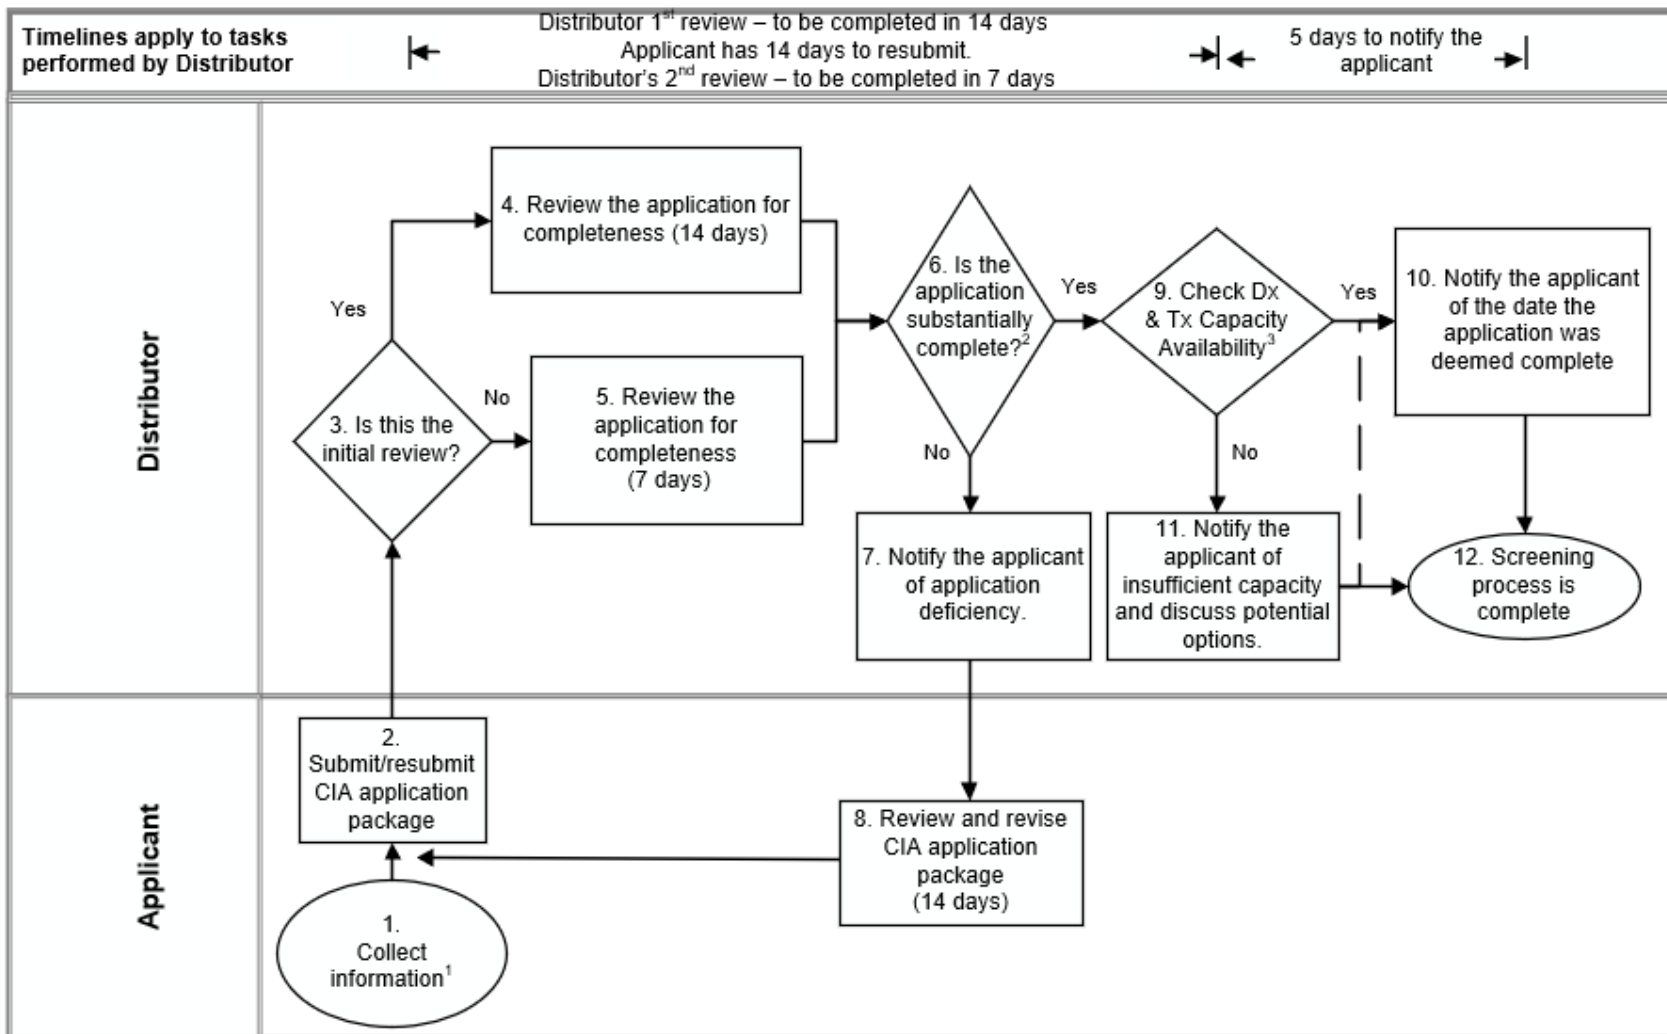 Timelines apply to tasks
performed by Distributor
Distributor 1st review – to be completed in 14 days
Applicant has 14 days to resubmit.
Distributor's 2nd review – to be completed in 7 days
5 days to notify the
applicant
Distributor
4. Review the application for
completeness (14 days)
Yes
3. Is this the
initial review?
No
5. Review the
application for
completeness
(7 days)
6. Is the
application
substantially
complete?2
Yes
No
9. Check Dx
& Tx Capacity
Availability3
Yes
No
10. Notify the applicant
of the date the
application was
deemed complete
7. Notify the applicant
of application
deficiency.
11. Notify the
applicant of
insufficient capacity
and discuss potential
options.
12. Screening
process is
complete
Applicant
2.
Submit/resubmit
CIA application
package
8. Review and revise
CIA application
package
(14 days)
1.
Collect
information1